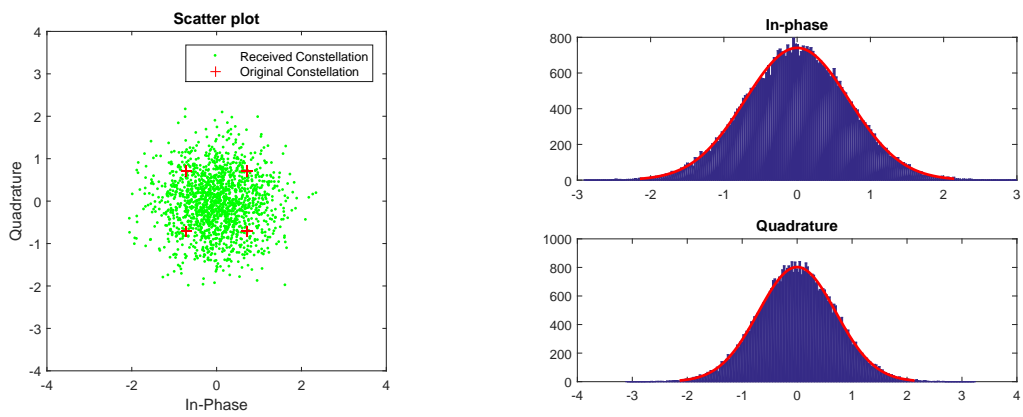 Scatter plot
4
3
2
1
0
-1
-2
-3
-4
Quadrature
-4 -2 0 2 4
In-Phase
Received Constellation
Original Constellation
In-phase
800
600
400
200
0
-3 -2 -1 0 1 2 3
Quadrature
1000
800
600
400
200
0
-4 -3 -2 -1 0 1 2 3 4